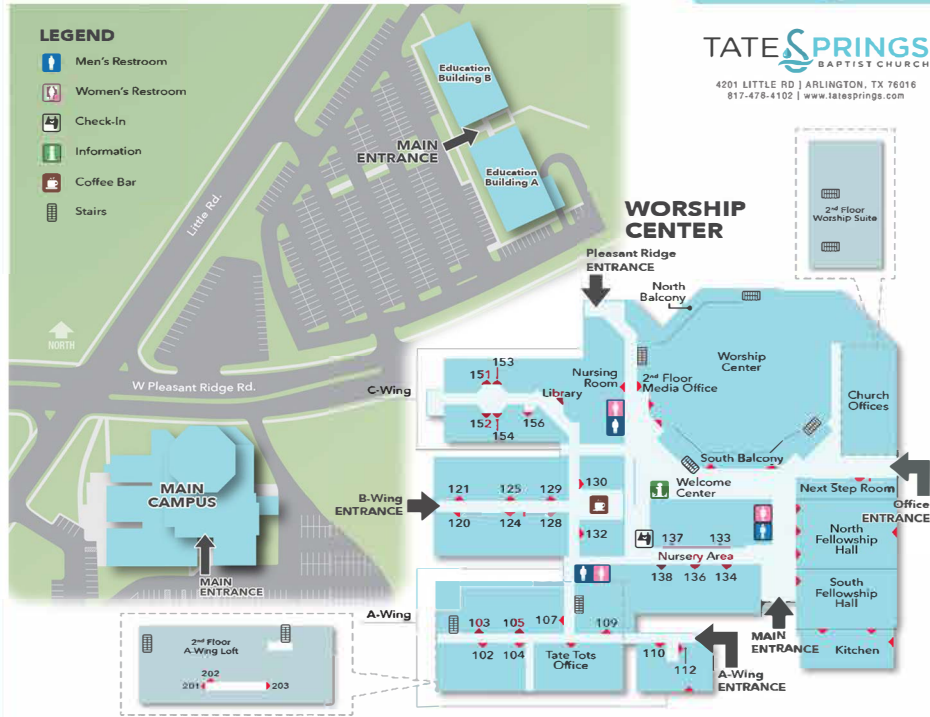 LEGEND
Men's Restroom
Women's Restroom
Check-In
Information
Coffee Bar
Stairs
NORTH
Little Rd.
W Pleasant Ridge Rd.
Education
Building B
MAIN
ENTRANCE
Education
Building A
MAIN
CAMPUS
MAIN
ENTRANCE
TATE SPRINGS
BAPTIST CHURCH
4201 LITTLE RD | ARLINGTON, TX 76016
817-478-4102 | www.tatesprings.com
2nd Floor
Worship Suite
WORSHIP
CENTER
Pleasant Ridge
ENTRANCE
North
Balcony
Worship
Center
Nursing
Room
2nd Floor
Media Office
Church
Offices
C-Wing
153
151
Library
152
156
154
South Balcony
Welcome
Center
Next Step Room
Office
ENTRANCE
B-Wing
ENTRANCE
121
125
129
130
120
124
128
132
137
133
Nursery Area
138
136
134
North
Fellowship
Hall
South
Fellowship
Hall
Kitchen
MAIN
ENTRANCE
A-Wing
103
105
107
109
102
104
Tate Tots
Office
110
112
A-Wing
ENTRANCE
2nd Floor
A-Wing Loft
202
201
203